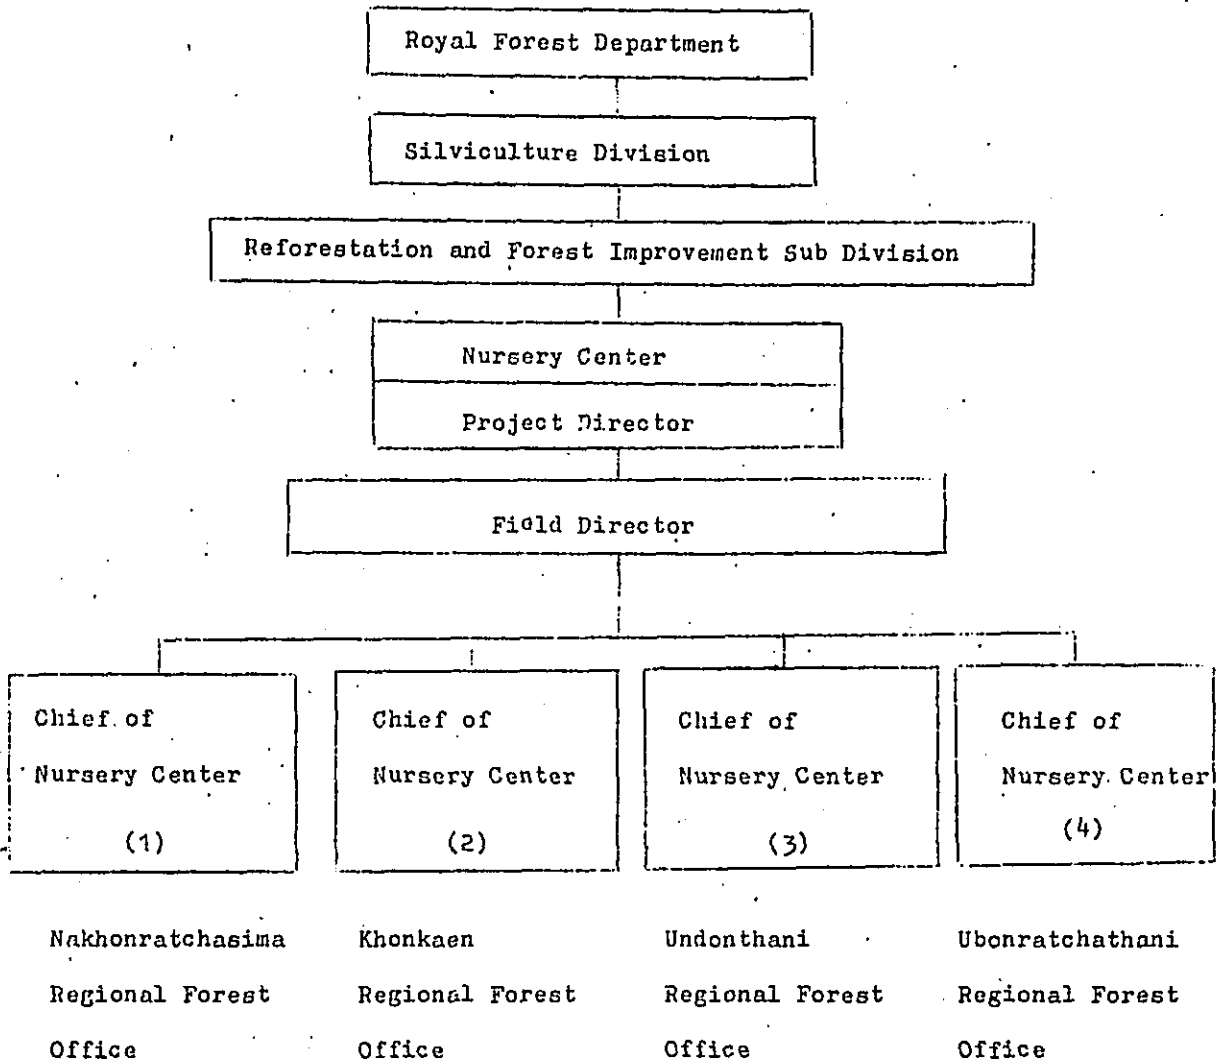 Royal Forest Department
Silviculture Division
Reforestation and Forest Improvement Sub Division
Nursery Center
Project Director
Field Director
Chief of
Nursery Center
(1)
Chief of
Nursery Center
(2)
Chief of
Nursery Center
(3)
Chief of
Nursery Center
(4)
Nakhonratchasima
Regional Forest
Office
Khonkaen
Regional Forest
Office
Undonthani
Regional Forest
Office
Ubonratchathani
Regional Forest
Office